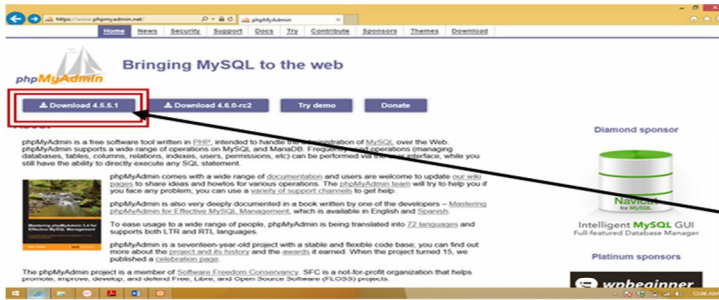 https://www.phpmyadmin.net/
phpMyAdmin
Home News Security Support Docs Try Contribute Sponsors Themes Download
phpMyAdmin
Bringing MySQL to the web
Download 4.5.5.1
Download 4.6.0-rc2
Try demo
Donate
phpMyAdmin is a free software tool written in PHP, intended to handle the administration of MySQL over the Web.
phpMyAdmin supports a wide range of operations on MySQL and MariaDB. Frequently used operations (managing
databases, tables, columns, relations, indexes, users, permissions, etc) can be performed via the user interface, while you
still have the ability to directly execute any SQL statement.
phpMyAdmin comes with a wide range of documentation and users are welcome to update our wiki
pages to share ideas and howtos for various operations. The phpMyAdmin team will try to help you if
you face any problem; you can use a variety of support channels to get help.
phpMyAdmin is also very deeply documented in a book written by one of the developers – Mastering
phpMyAdmin for Effective MySQL Management, which is available in English and Spanish.
To ease usage to a wide range of people, phpMyAdmin is being translated into 72 languages and
supports both LTR and RTL languages.
phpMyAdmin is a seventeen-year-old project with a stable and flexible code base; you can find out
more about the project and its history and the awards it earned. When the project turned 15, we
published a celebration page.
The phpMyAdmin project is a member of Software Freedom Conservancy. SFC is a not-for-profit organization that helps
promote, improve, develop, and defend Free, Libre, and Open Source Software (FLOSS) projects.
Mastering phpMyAdmin 3.4 for
Effective MySQL Management
Diamond sponsor
Navicat
for MySQL
Intelligent MySQL GUI
Full-featured Database Manager
Platinum sponsors
wpbeginner